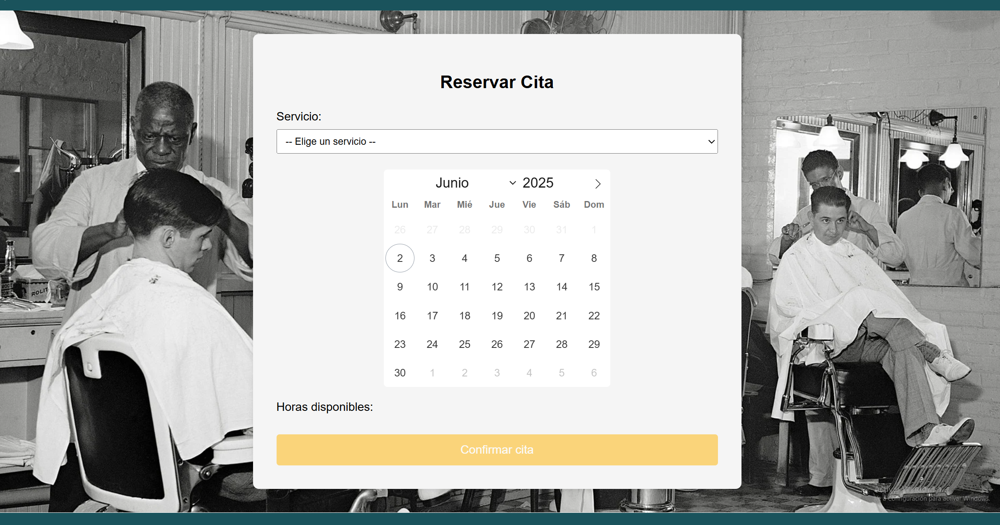 Reservar Cita
Servicio:
-- Elige un servicio --
Junio 2025
Lun Mar Mié Jue Vie Sáb Dom
26 27 28 29 30 31 1
2 3 4 5 6 7 8
9 10 11 12 13 14 15
16 17 18 19 20 21 22
23 24 25 26 27 28 29
30 1 2 3 4 5 6
Horas disponibles:
Confirmar cita
ROOT
ROLIT
Activar Windows
Ve a Configuración para activar Windows.